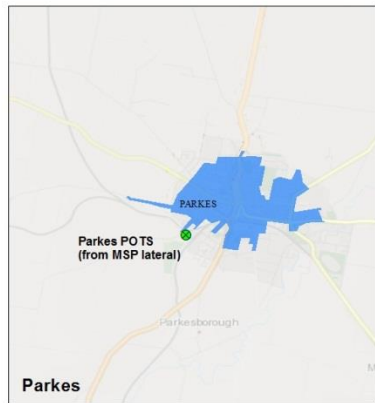 PARKES
Parkes POTS
(from MSP lateral)
Parkesborough
M
Parkes